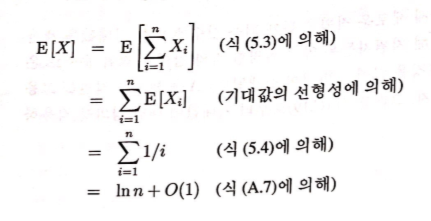 E[X] = E[∑_{i=1}^{n} X_i] (식 (5.3)에 의해)
= ∑_{i=1}^{n} E[X_i] (기대값의 선형성에 의해)
= ∑_{i=1}^{n} 1/i (식 (5.4)에 의해)
= ln n + O(1) (식 (A.7)에 의해)